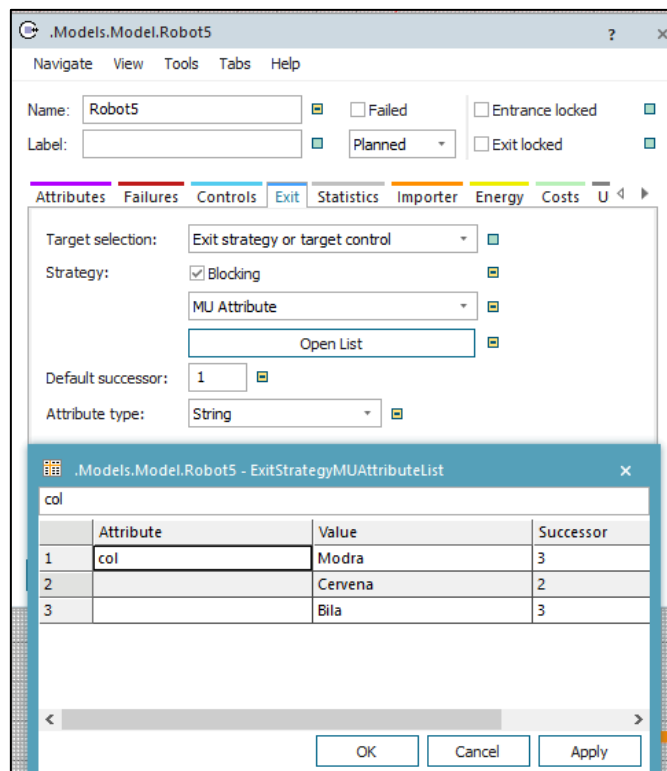 .Models.Model.Robot5 ? ×
Navigate View Tools Tabs Help
Name: Robot5 Failed Entrance locked
Label: Planned Exit locked
Attributes Failures Controls Exit Statistics Importer Energy Costs U
Target selection: Exit strategy or target control
Strategy: Blocking
MU Attribute
Open List
Default successor: 1
Attribute type: String
.Models.Model.Robot5 - ExitStrategyMUAttributeList ×
col
Attribute Value Successor
1 col Modra 3
2 Cervena 2
3 Bila 3
OK Cancel Apply